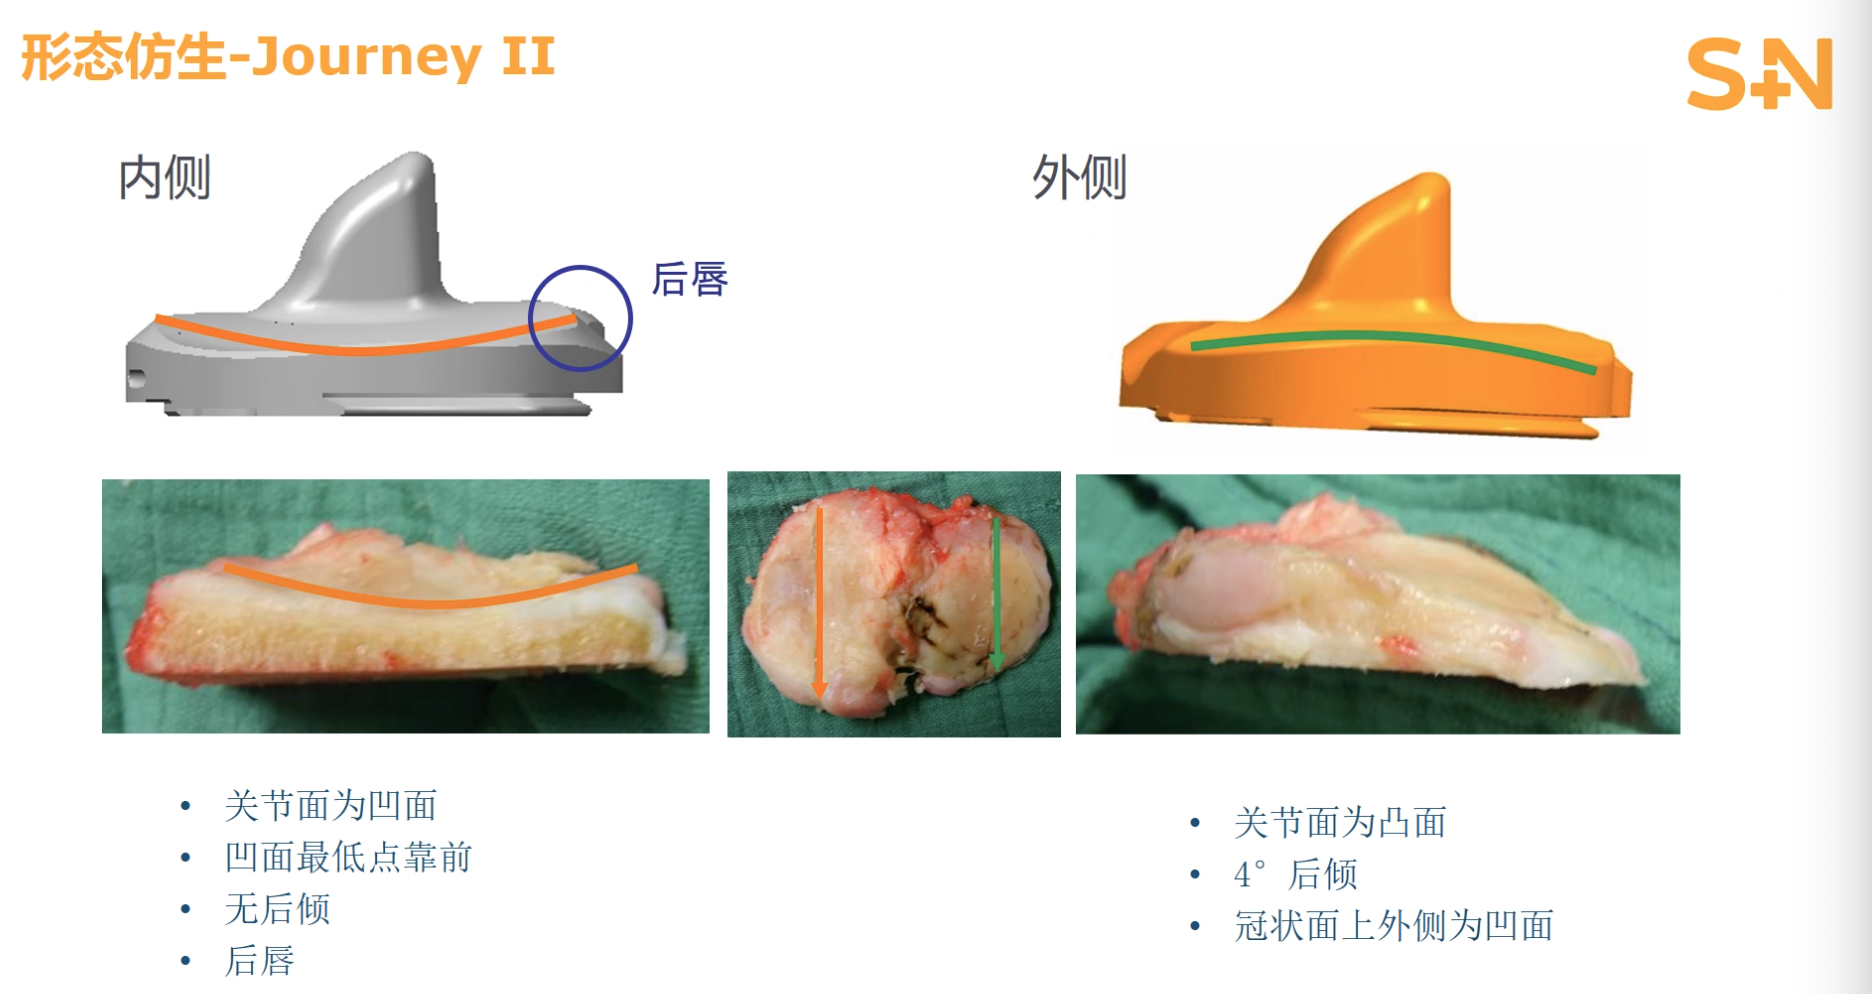 形态仿生-Journey II
S+N
内侧
外侧
后唇
• 关节面为凹面
• 凹面最低点靠前
• 无后倾
• 后唇
• 关节面为凸面
• 4°后倾
• 冠状面上外侧为凹面